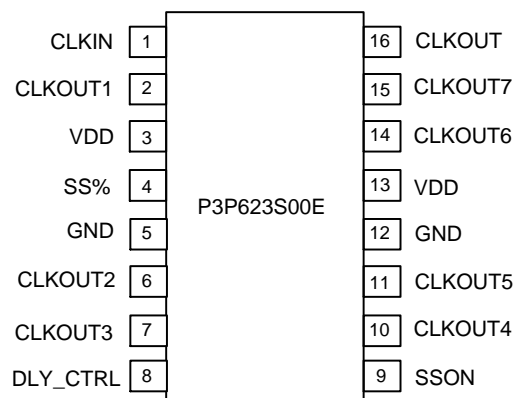 CLKIN 1 16 CLKOUT
CLKOUT1 2 15 CLKOUT7
VDD 3 14 CLKOUT6
SS% 4 13 VDD
P3P623S00E
GND 5 12 GND
CLKOUT2 6 11 CLKOUT5
CLKOUT3 7 10 CLKOUT4
DLY_CTRL 8 9 SSON